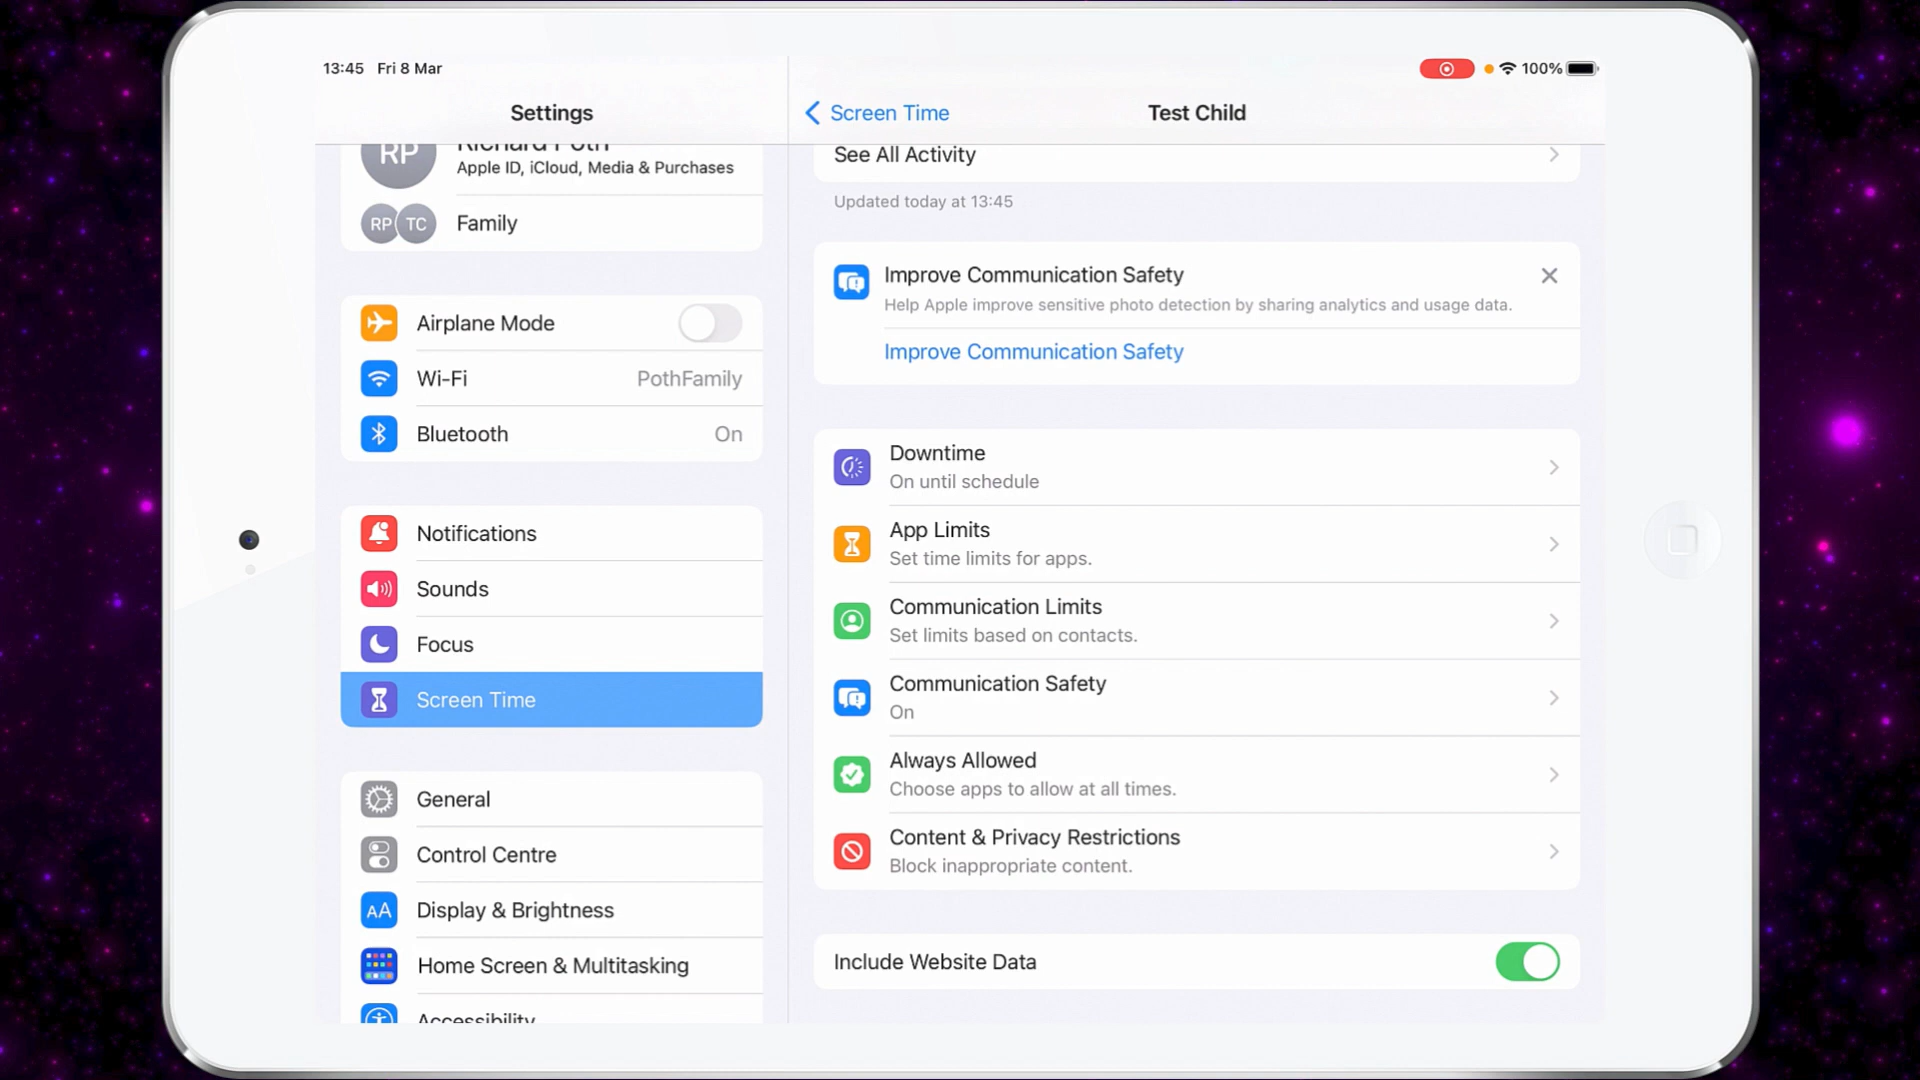 13:45 Fri 8 Mar
100%
Settings
RP
Richard Poth
Apple ID, iCloud, Media & Purchases
RP TC Family
Airplane Mode
Wi-Fi PothFamily
Bluetooth On
Notifications
Sounds
Focus
Screen Time
General
Control Centre
AA Display & Brightness
Home Screen & Multitasking
Accessibility
Screen Time
Test Child
See All Activity
Updated today at 13:45
Improve Communication Safety
Help Apple improve sensitive photo detection by sharing analytics and usage data.
Improve Communication Safety
Downtime
On until schedule
App Limits
Set time limits for apps.
Communication Limits
Set limits based on contacts.
Communication Safety
On
Always Allowed
Choose apps to allow at all times.
Content & Privacy Restrictions
Block inappropriate content.
Include Website Data